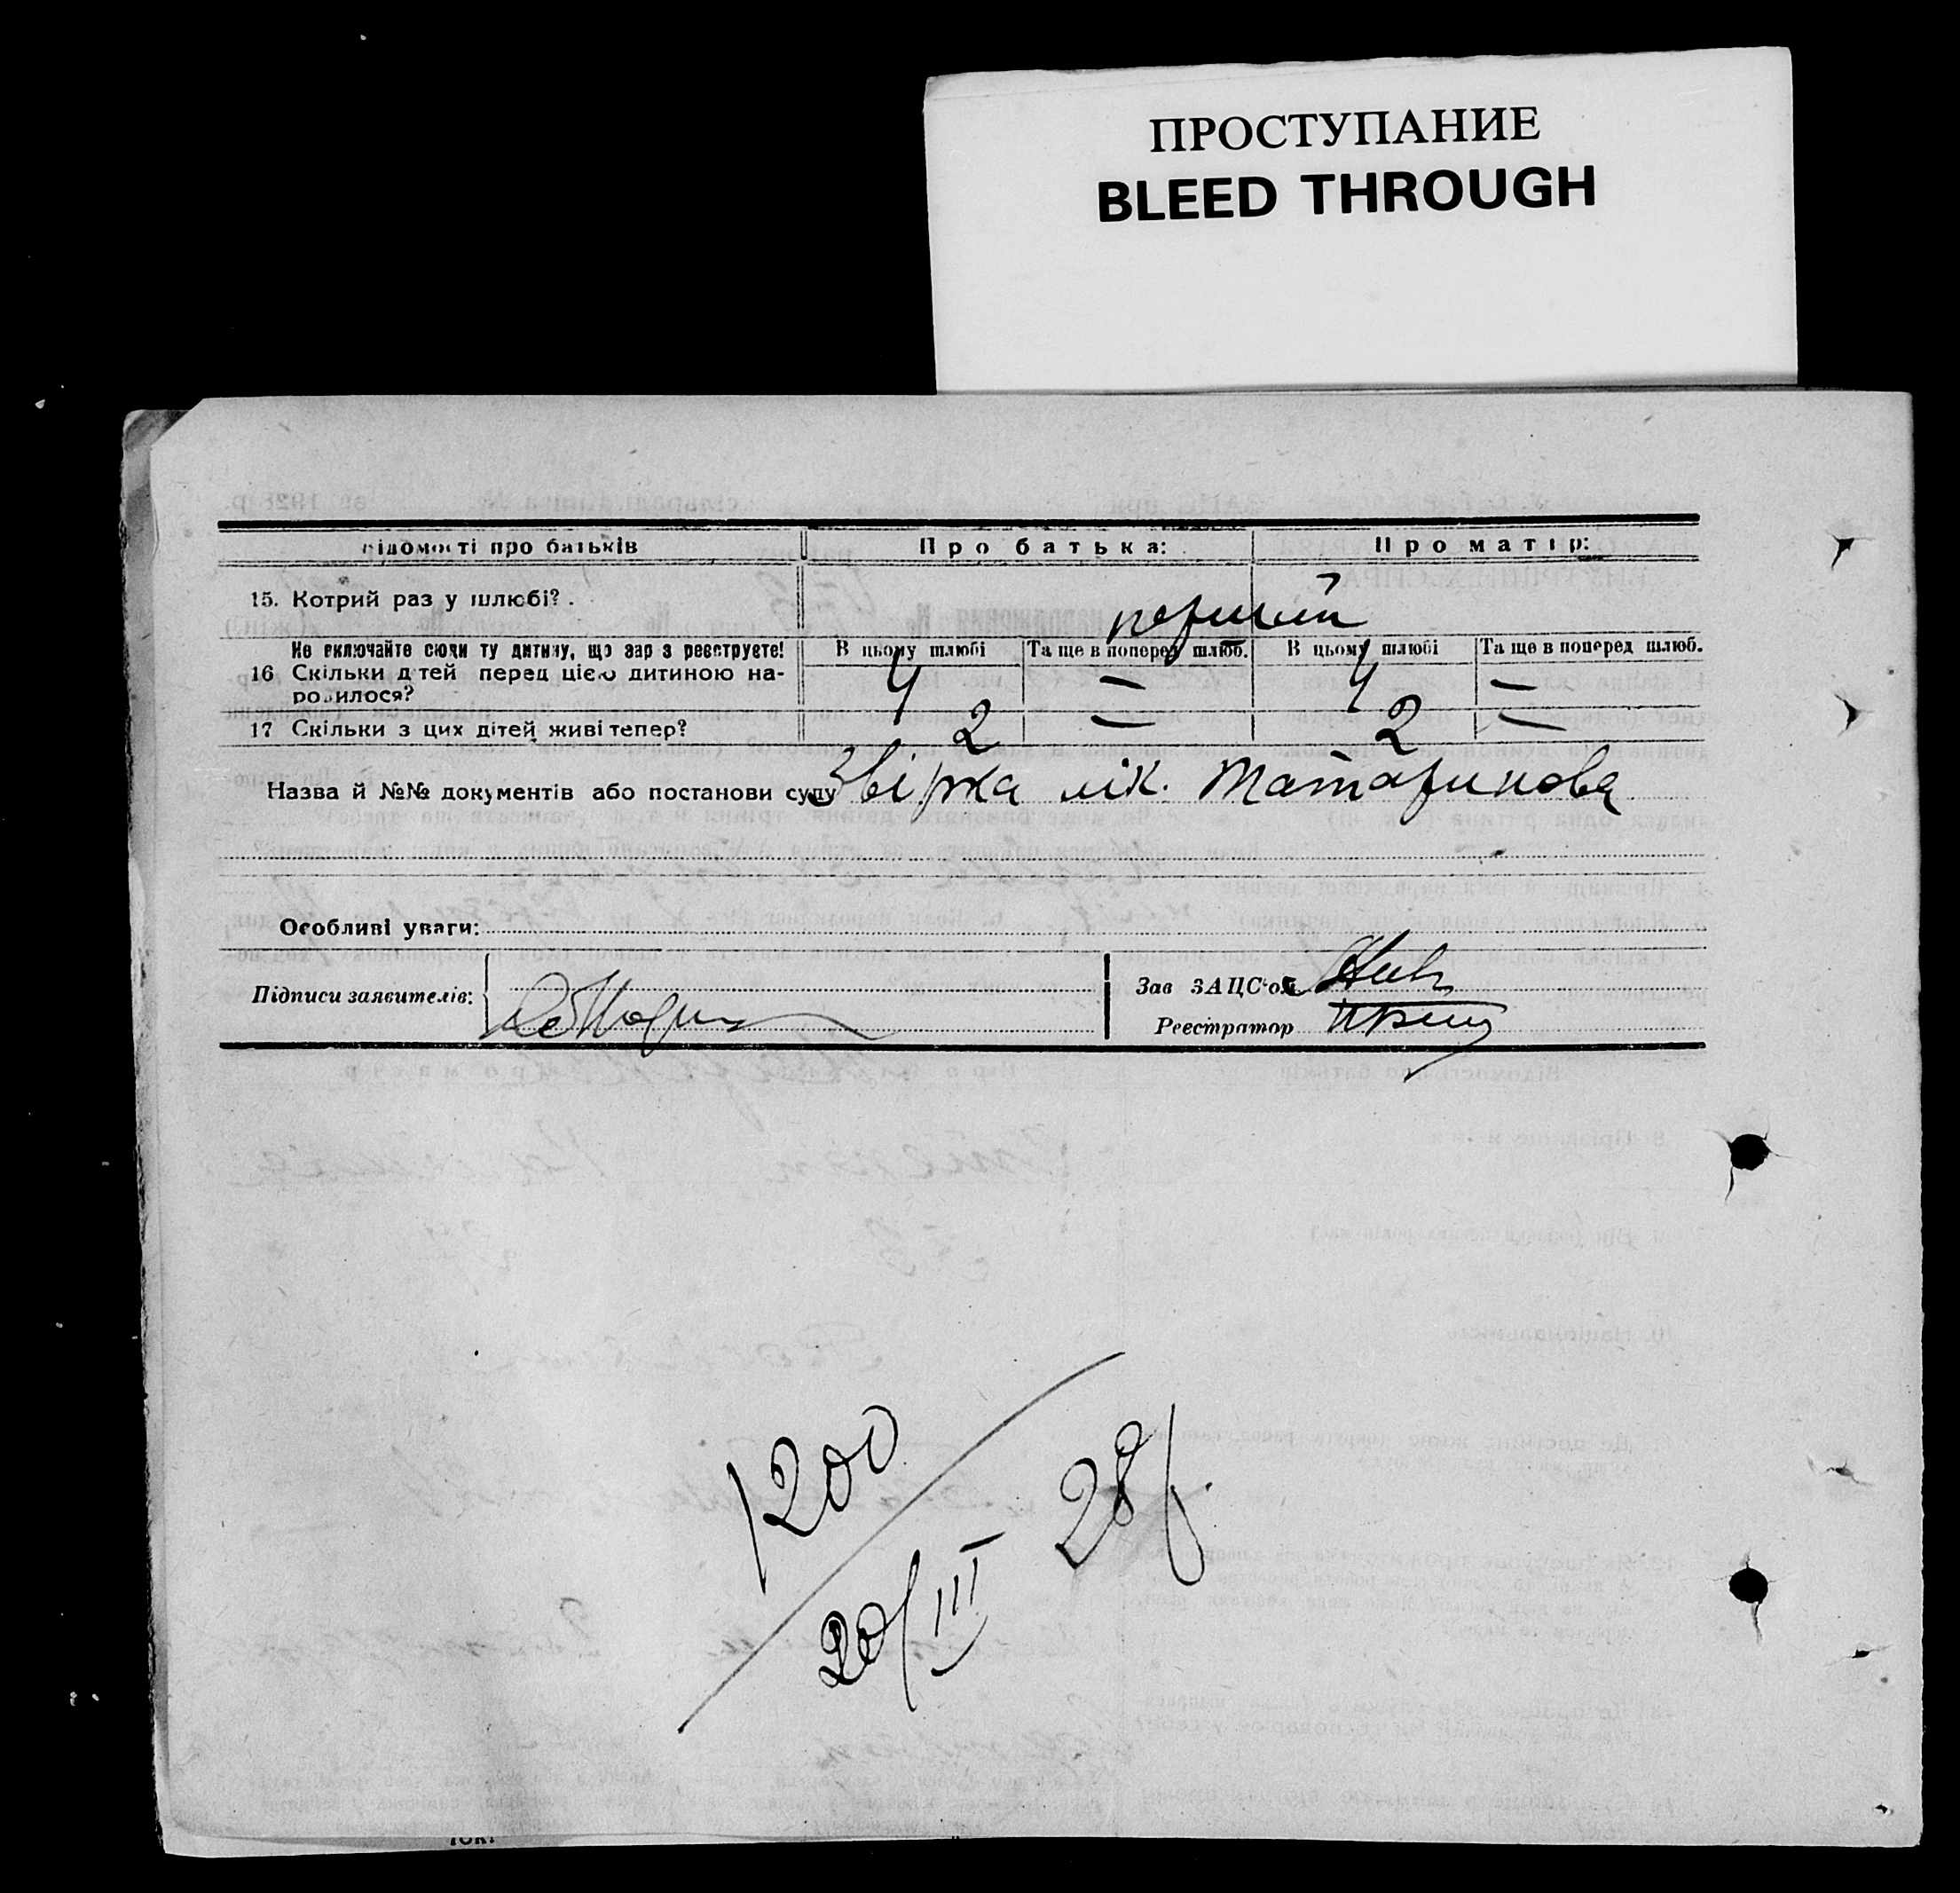 ПРОСТУПАНИЕ
BLEED THROUGH
Відомості про батьків
Про батька:
Про матір:
15. Котрий раз у шлюбі?.
перший
Не включайте сюди ту дитину, що зараз реєструєте!
В цьому шлюбі
Та ще в поперед шлюб.
В цьому шлюбі
Та ще в поперед шлюб.
16 Скільки дітей перед цією дитиною на-
родилося?
4 — 4 —
17 Скільки з цих дітей живі тепер?
2 — 2 —
Назва й №№ документів або постанови суду Звірка лік. Татаринова
Особливі уваги:
Підписи заявителів:
Зав ЗАЦС'ом
Реєстратор
1200
20/III 28р.